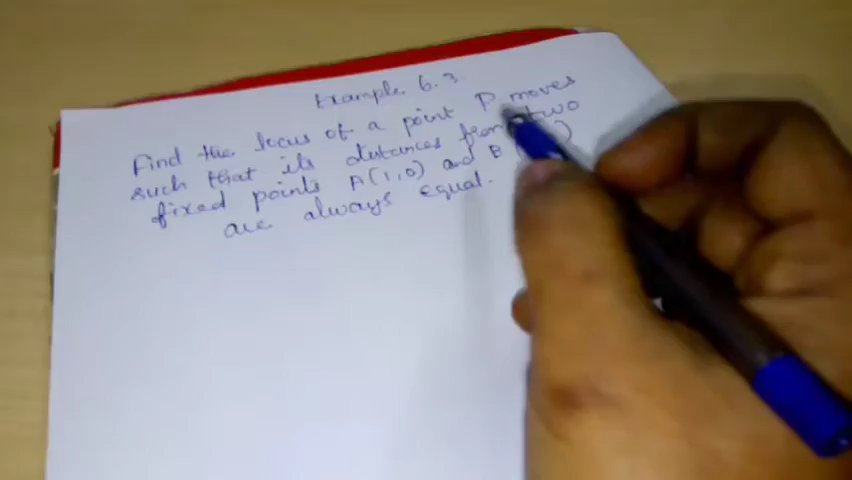 Example 6.3.
Find the locus of a point P moves
such that its distances from two
fixed points A(1,0) and B ( )
are always equal.